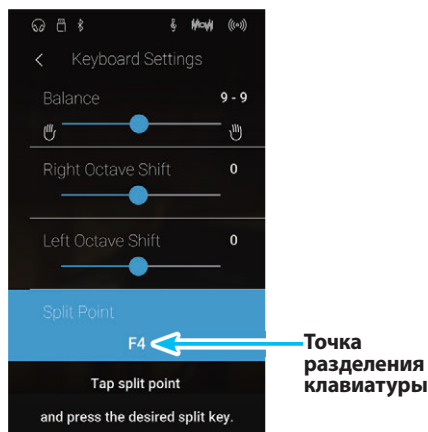 Keyboard Settings
Balance 9 - 9
Right Octave Shift 0
Left Octave Shift 0
Split Point
F4
Точка
разделения
клавиатуры
Tap split point
and press the desired split key.